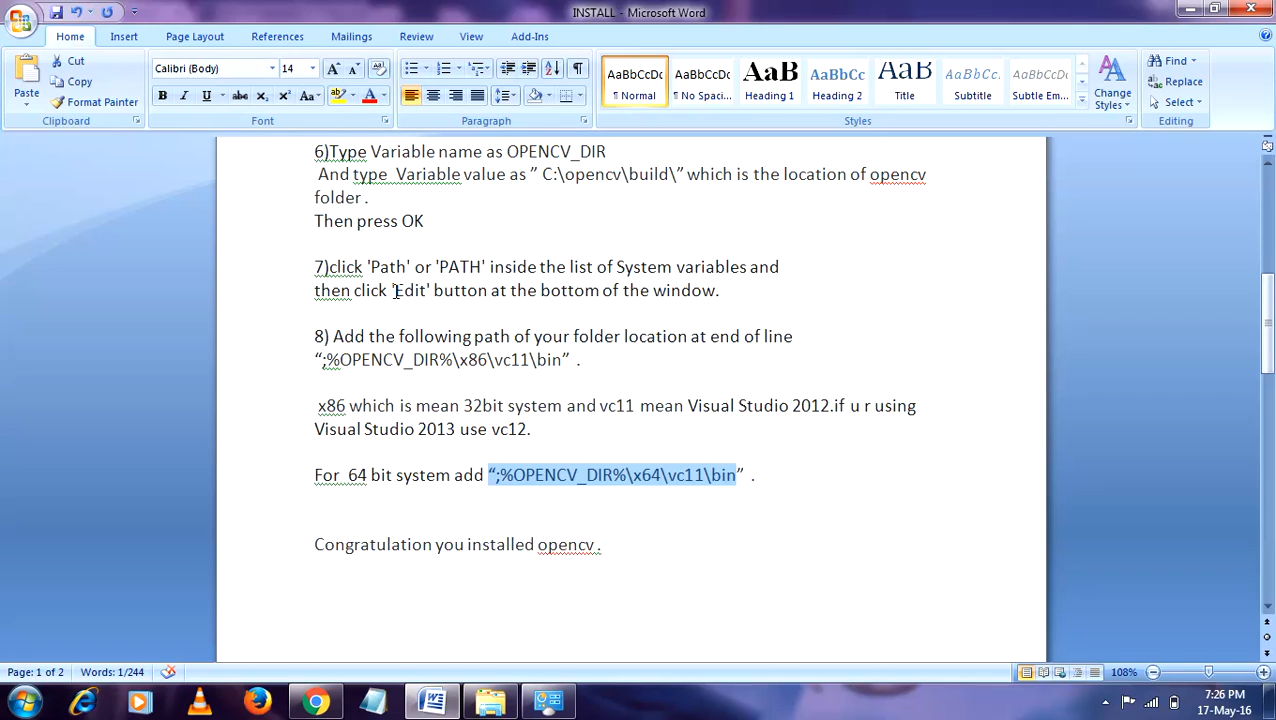 INSTALL - Microsoft Word
Home Insert Page Layout References Mailings Review View Add-Ins
Paste
Cut
Copy
Format Painter
Clipboard
Calibri (Body) 14
Font
Paragraph
AaBbCcDc AaBbCcDc AaB AaBbCc AaB AaBbCc. AaBbCcDc
¶ Normal ¶ No Spaci... Heading 1 Heading 2 Title Subtitle Subtle Em...
Styles
Change Styles
Find
Replace
Select
Editing
6)Type Variable name as OPENCV_DIR
And type Variable value as ” C:\opencv\build\” which is the location of opencv
folder .
Then press OK
7)click 'Path' or 'PATH' inside the list of System variables and
then click 'Edit' button at the bottom of the window.
8) Add the following path of your folder location at end of line
“;%OPENCV_DIR%\x86\vc11\bin” .
x86 which is mean 32bit system and vc11 mean Visual Studio 2012.if u r using
Visual Studio 2013 use vc12.
For 64 bit system add “;%OPENCV_DIR%\x64\vc11\bin” .
Congratulation you installed opencv .
Page: 1 of 2 Words: 1/244 108%
7:26 PM
17-May-16